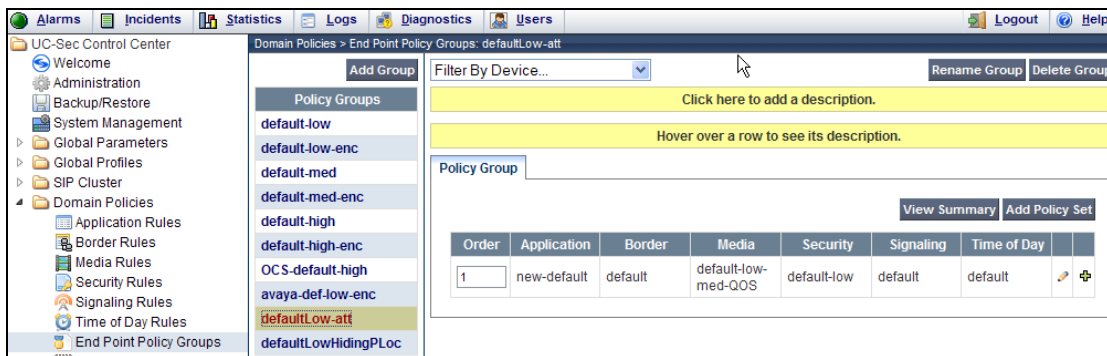 Alarms Incidents Statistics Logs Diagnostics Users Logout Help
UC-Sec Control Center
Welcome
Administration
Backup/Restore
System Management
Global Parameters
Global Profiles
SIP Cluster
Domain Policies
Application Rules
Border Rules
Media Rules
Security Rules
Signaling Rules
Time of Day Rules
End Point Policy Groups
Domain Policies > End Point Policy Groups: defaultLow-att
Add Group
Policy Groups
default-low
default-low-enc
default-med
default-med-enc
default-high
default-high-enc
OCS-default-high
avaya-def-low-enc
defaultLow-att
defaultLowHidingPLoc
Filter By Device... Rename Group Delete Group
Click here to add a description.
Hover over a row to see its description.
Policy Group
View Summary Add Policy Set
Order Application Border Media Security Signaling Time of Day
1 new-default default default-low-med-QOS default-low default default